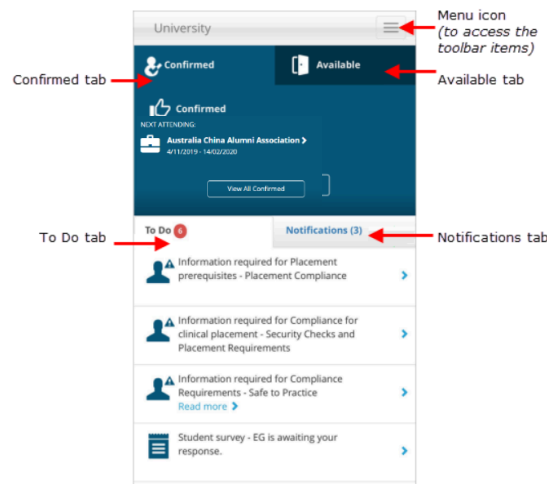 University
Menu icon
(to access the
toolbar items)
Confirmed
Available
Confirmed tab
Available tab
Confirmed
NEXT ATTENDING:
Australia China Alumni Association
4/11/2019 - 14/02/2020
View All Confirmed
To Do 6
Notifications (3)
To Do tab
Notifications tab
Information required for Placement
prerequisites - Placement Compliance
Information required for Compliance for
clinical placement - Security Checks and
Placement Requirements
Information required for Compliance
Requirements - Safe to Practice
Read more
Student survey - EG is awaiting your
response.